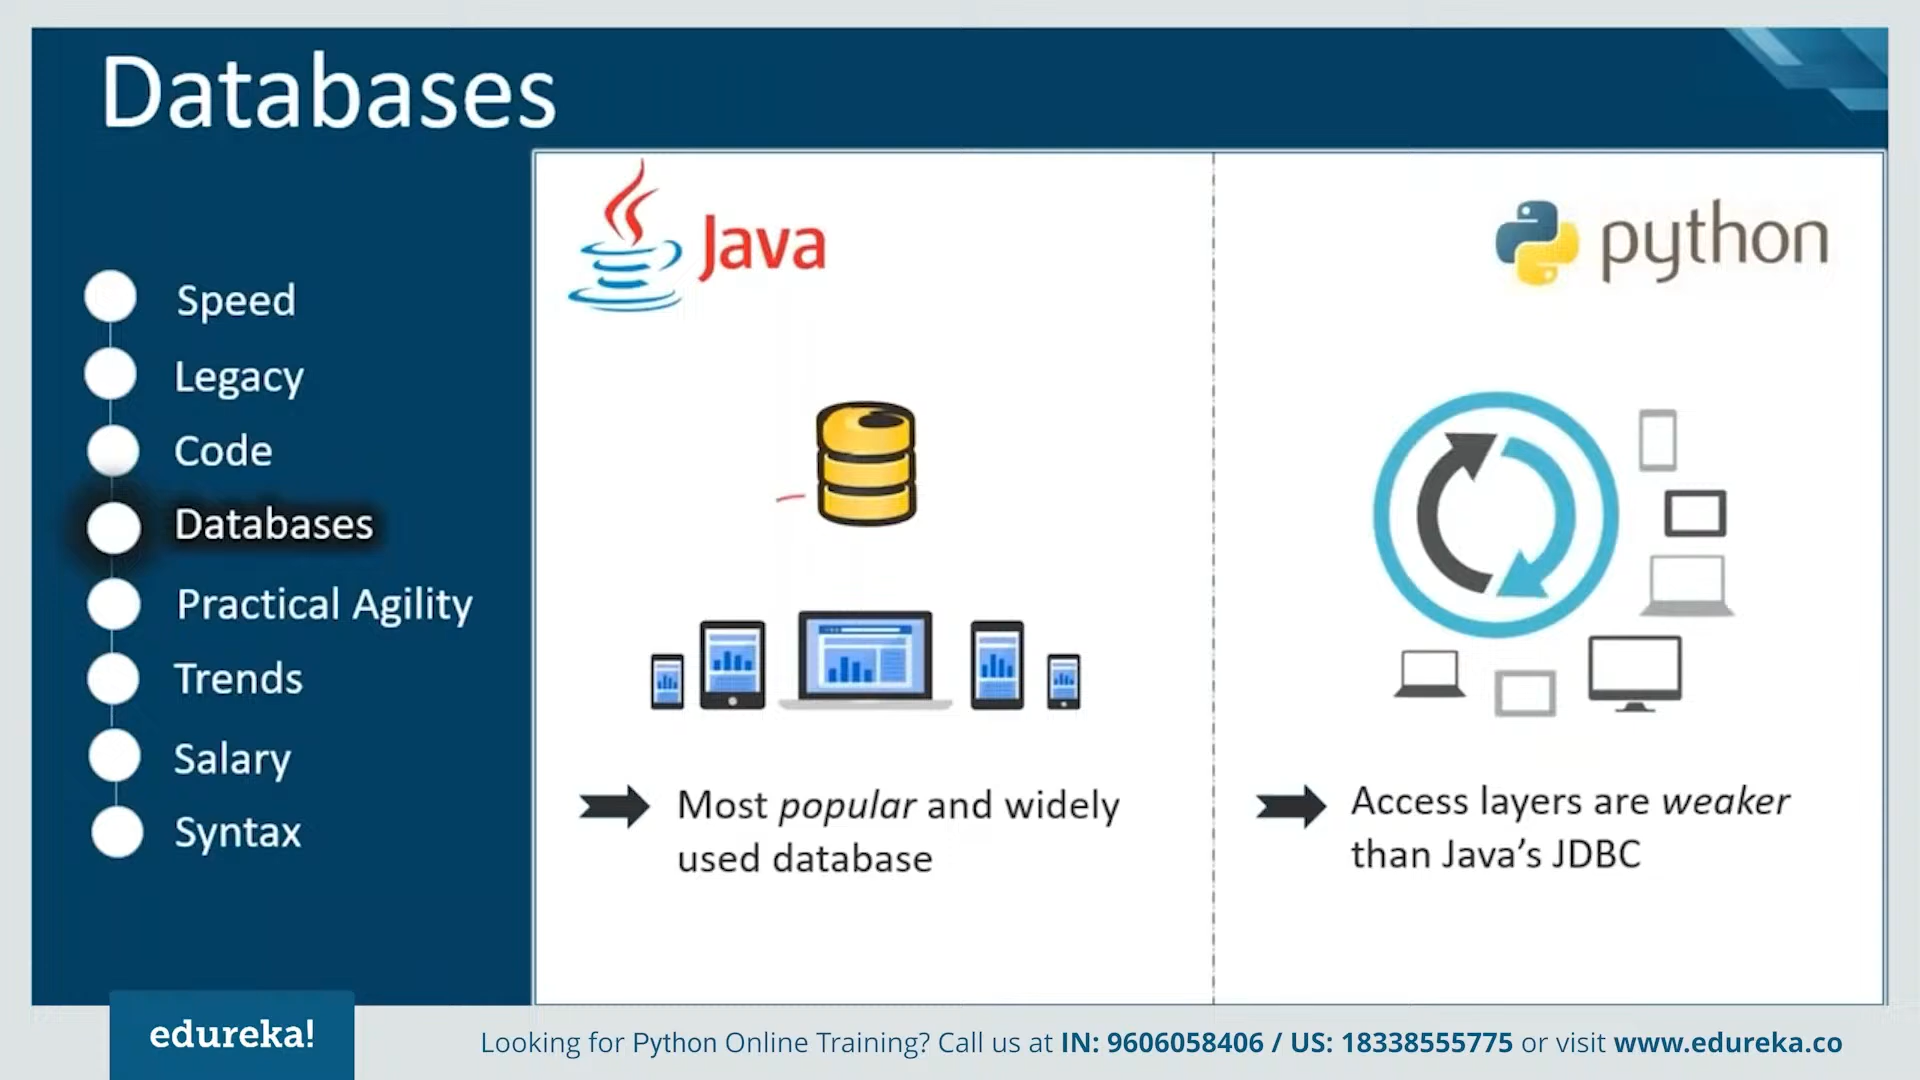 Databases
Java
python
Speed
Legacy
Code
Databases
Practical Agility
Trends
Salary
Syntax
Most popular and widely
used database
Access layers are weaker
than Java's JDBC
edureka!
Looking for Python Online Training? Call us at IN: 9606058406 / US: 18338555775 or visit www.edureka.co